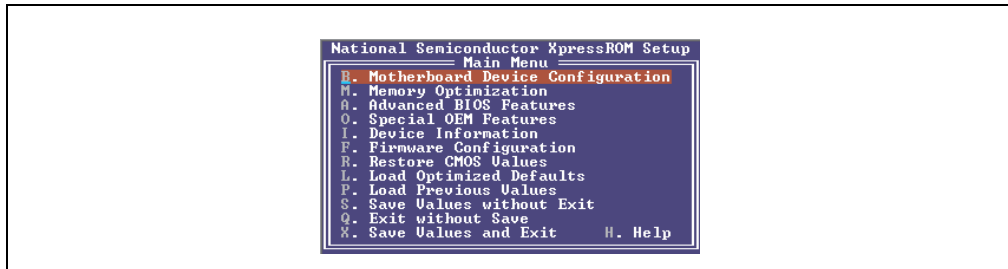 National Semiconductor XpressROM Setup
Main Menu
B. Motherboard Device Configuration
M. Memory Optimization
A. Advanced BIOS Features
O. Special OEM Features
I. Device Information
F. Firmware Configuration
R. Restore CMOS Values
L. Load Optimized Defaults
P. Load Previous Values
S. Save Values without Exit
Q. Exit without Save
X. Save Values and Exit H. Help